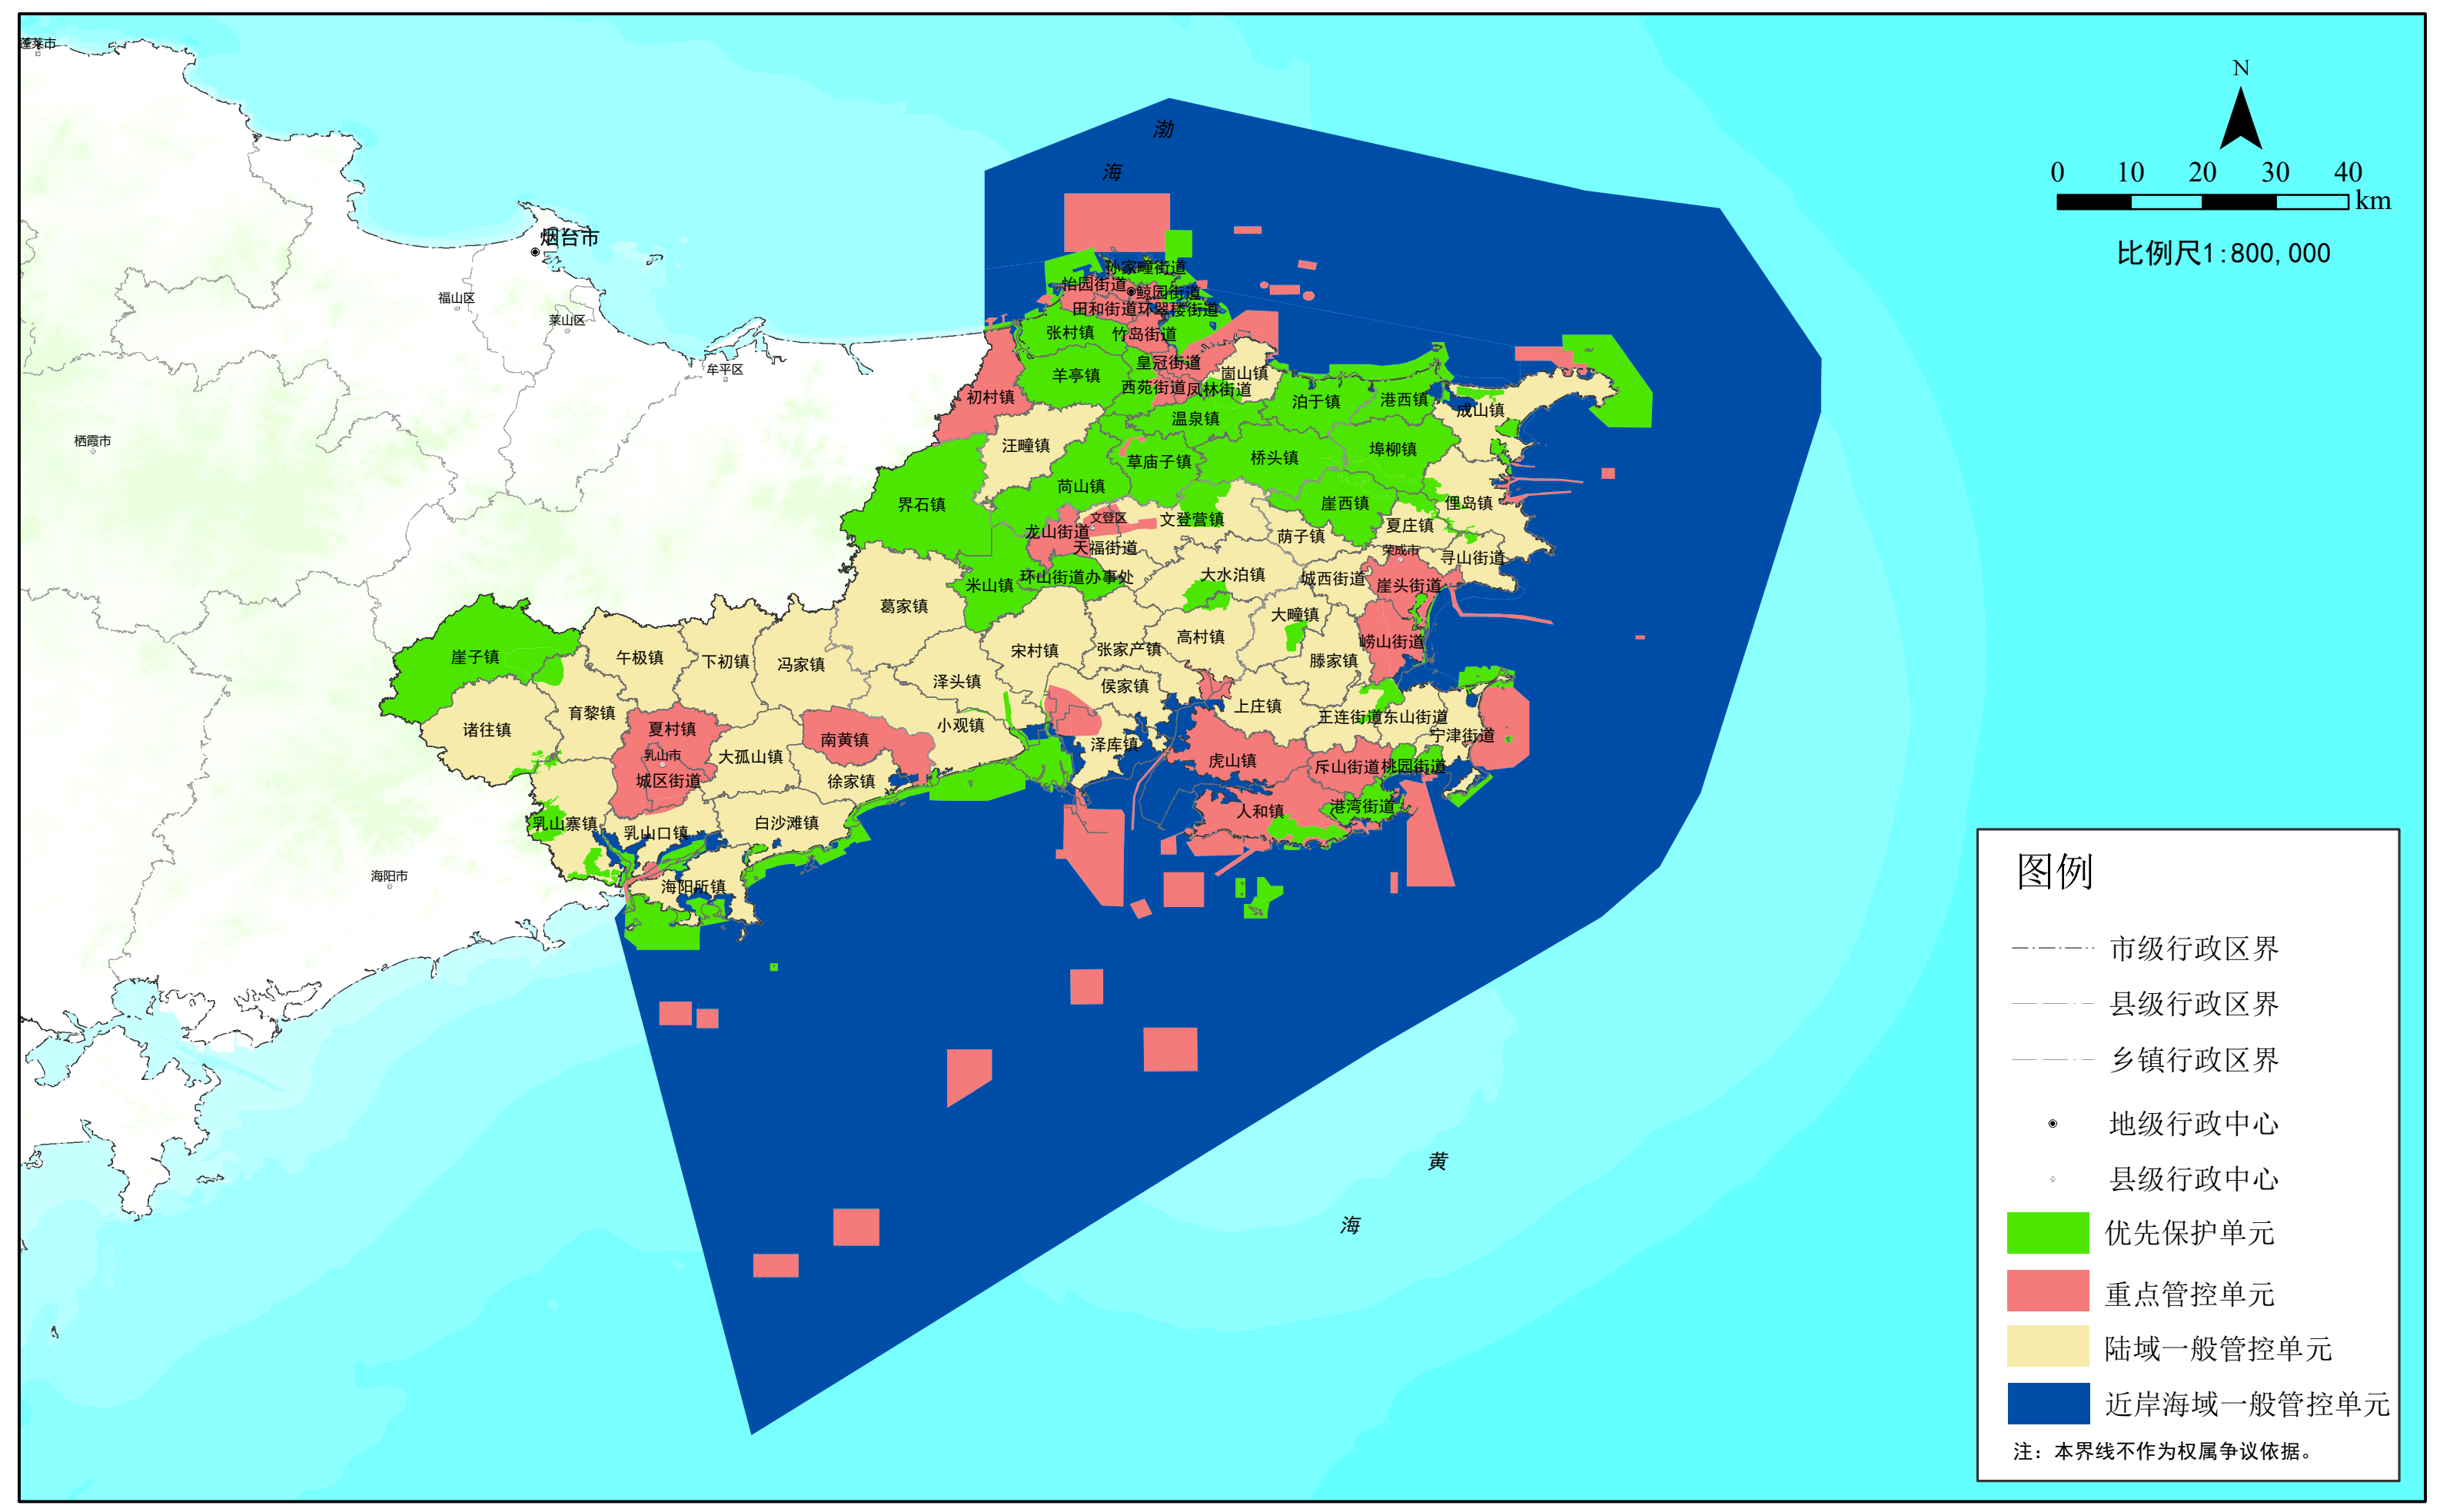 蓬莱市
N
渤
海
0 10 20 30 40
km
比例尺1:800,000
烟台市
福山区
莱山区
牟平区
栖霞市
海阳市
孙家疃街道
怡园街道
鲸园街道
田和街道
环翠楼街道
张村镇
竹岛街道
皇冠街道
羊亭镇
崮山镇
西苑街道
凤林街道
初村镇
泊于镇
港西镇
成山镇
温泉镇
汪疃镇
草庙子镇
桥头镇
埠柳镇
苘山镇
界石镇
崖西镇
俚岛镇
文登区
文登营镇
龙山街道
夏庄镇
荫子镇
天福街道
荣成市
寻山街道
米山镇
环山街道办事处
大水泊镇
城西街道
崖头街道
葛家镇
大疃镇
高村镇
崂山街道
崖子镇
午极镇
下初镇
冯家镇
宋村镇
张家产镇
滕家镇
泽头镇
侯家镇
上庄镇
育黎镇
诸往镇
夏村镇
小观镇
王连街道
东山街道
宁津街道
南黄镇
泽库镇
乳山市
大孤山镇
虎山镇
斥山街道
桃园街道
城区街道
徐家镇
港湾街道
人和镇
乳山寨镇
乳山口镇
白沙滩镇
海阳所镇
黄
海
图例
市级行政区界
县级行政区界
乡镇行政区界
地级行政中心
县级行政中心
优先保护单元
重点管控单元
陆域一般管控单元
近岸海域一般管控单元
注：本界线不作为权属争议依据。